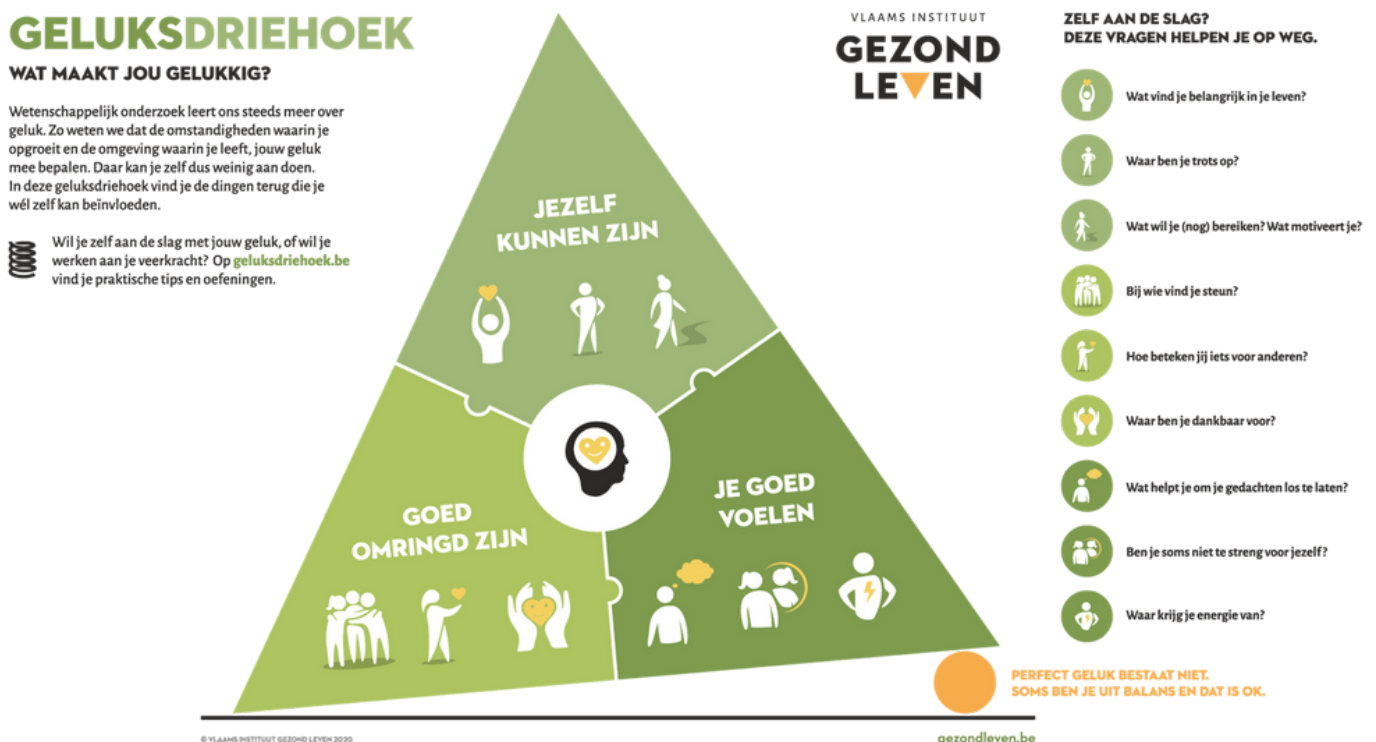 GELUKSDRIEHOEK
WAT MAAKT JOU GELUKKIG?
Wetenschappelijk onderzoek leert ons steeds meer over
geluk. Zo weten we dat de omstandigheden waarin je
opgroeit en de omgeving waarin je leeft, jouw geluk
mee bepalen. Daar kan je zelf dus weinig aan doen.
In deze geluksdriehoek vind je de dingen terug die je
wél zelf kan beïnvloeden.
Wil je zelf aan de slag met jouw geluk, of wil je
werken aan je veerkracht? Op geluksdriehoek.be
vind je praktische tips en oefeningen.
JEZELF
KUNNEN ZIJN
GOED
OMRINGD ZIJN
JE GOED
VOELEN
VLAAMS INSTITUUT
GEZOND
LEVEN
ZELF AAN DE SLAG?
DEZE VRAGEN HELPEN JE OP WEG.
Wat vind je belangrijk in je leven?
Waar ben je trots op?
Wat wil je (nog) bereiken? Wat motiveert je?
Bij wie vind je steun?
Hoe beteken jij iets voor anderen?
Waar ben je dankbaar voor?
Wat helpt je om je gedachten los te laten?
Ben je soms niet te streng voor jezelf?
Waar krijg je energie van?
PERFECT GELUK BESTAAT NIET.
SOMS BEN JE UIT BALANS EN DAT IS OK.
© VLAAMS INSTITUUT GEZOND LEVEN 2020
gezondleven.be